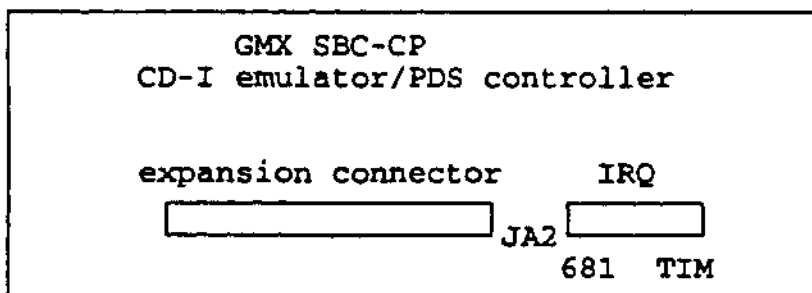 GMX SBC-CP
CD-I emulator/PDS controller
expansion connector IRQ
JA2
681 TIM